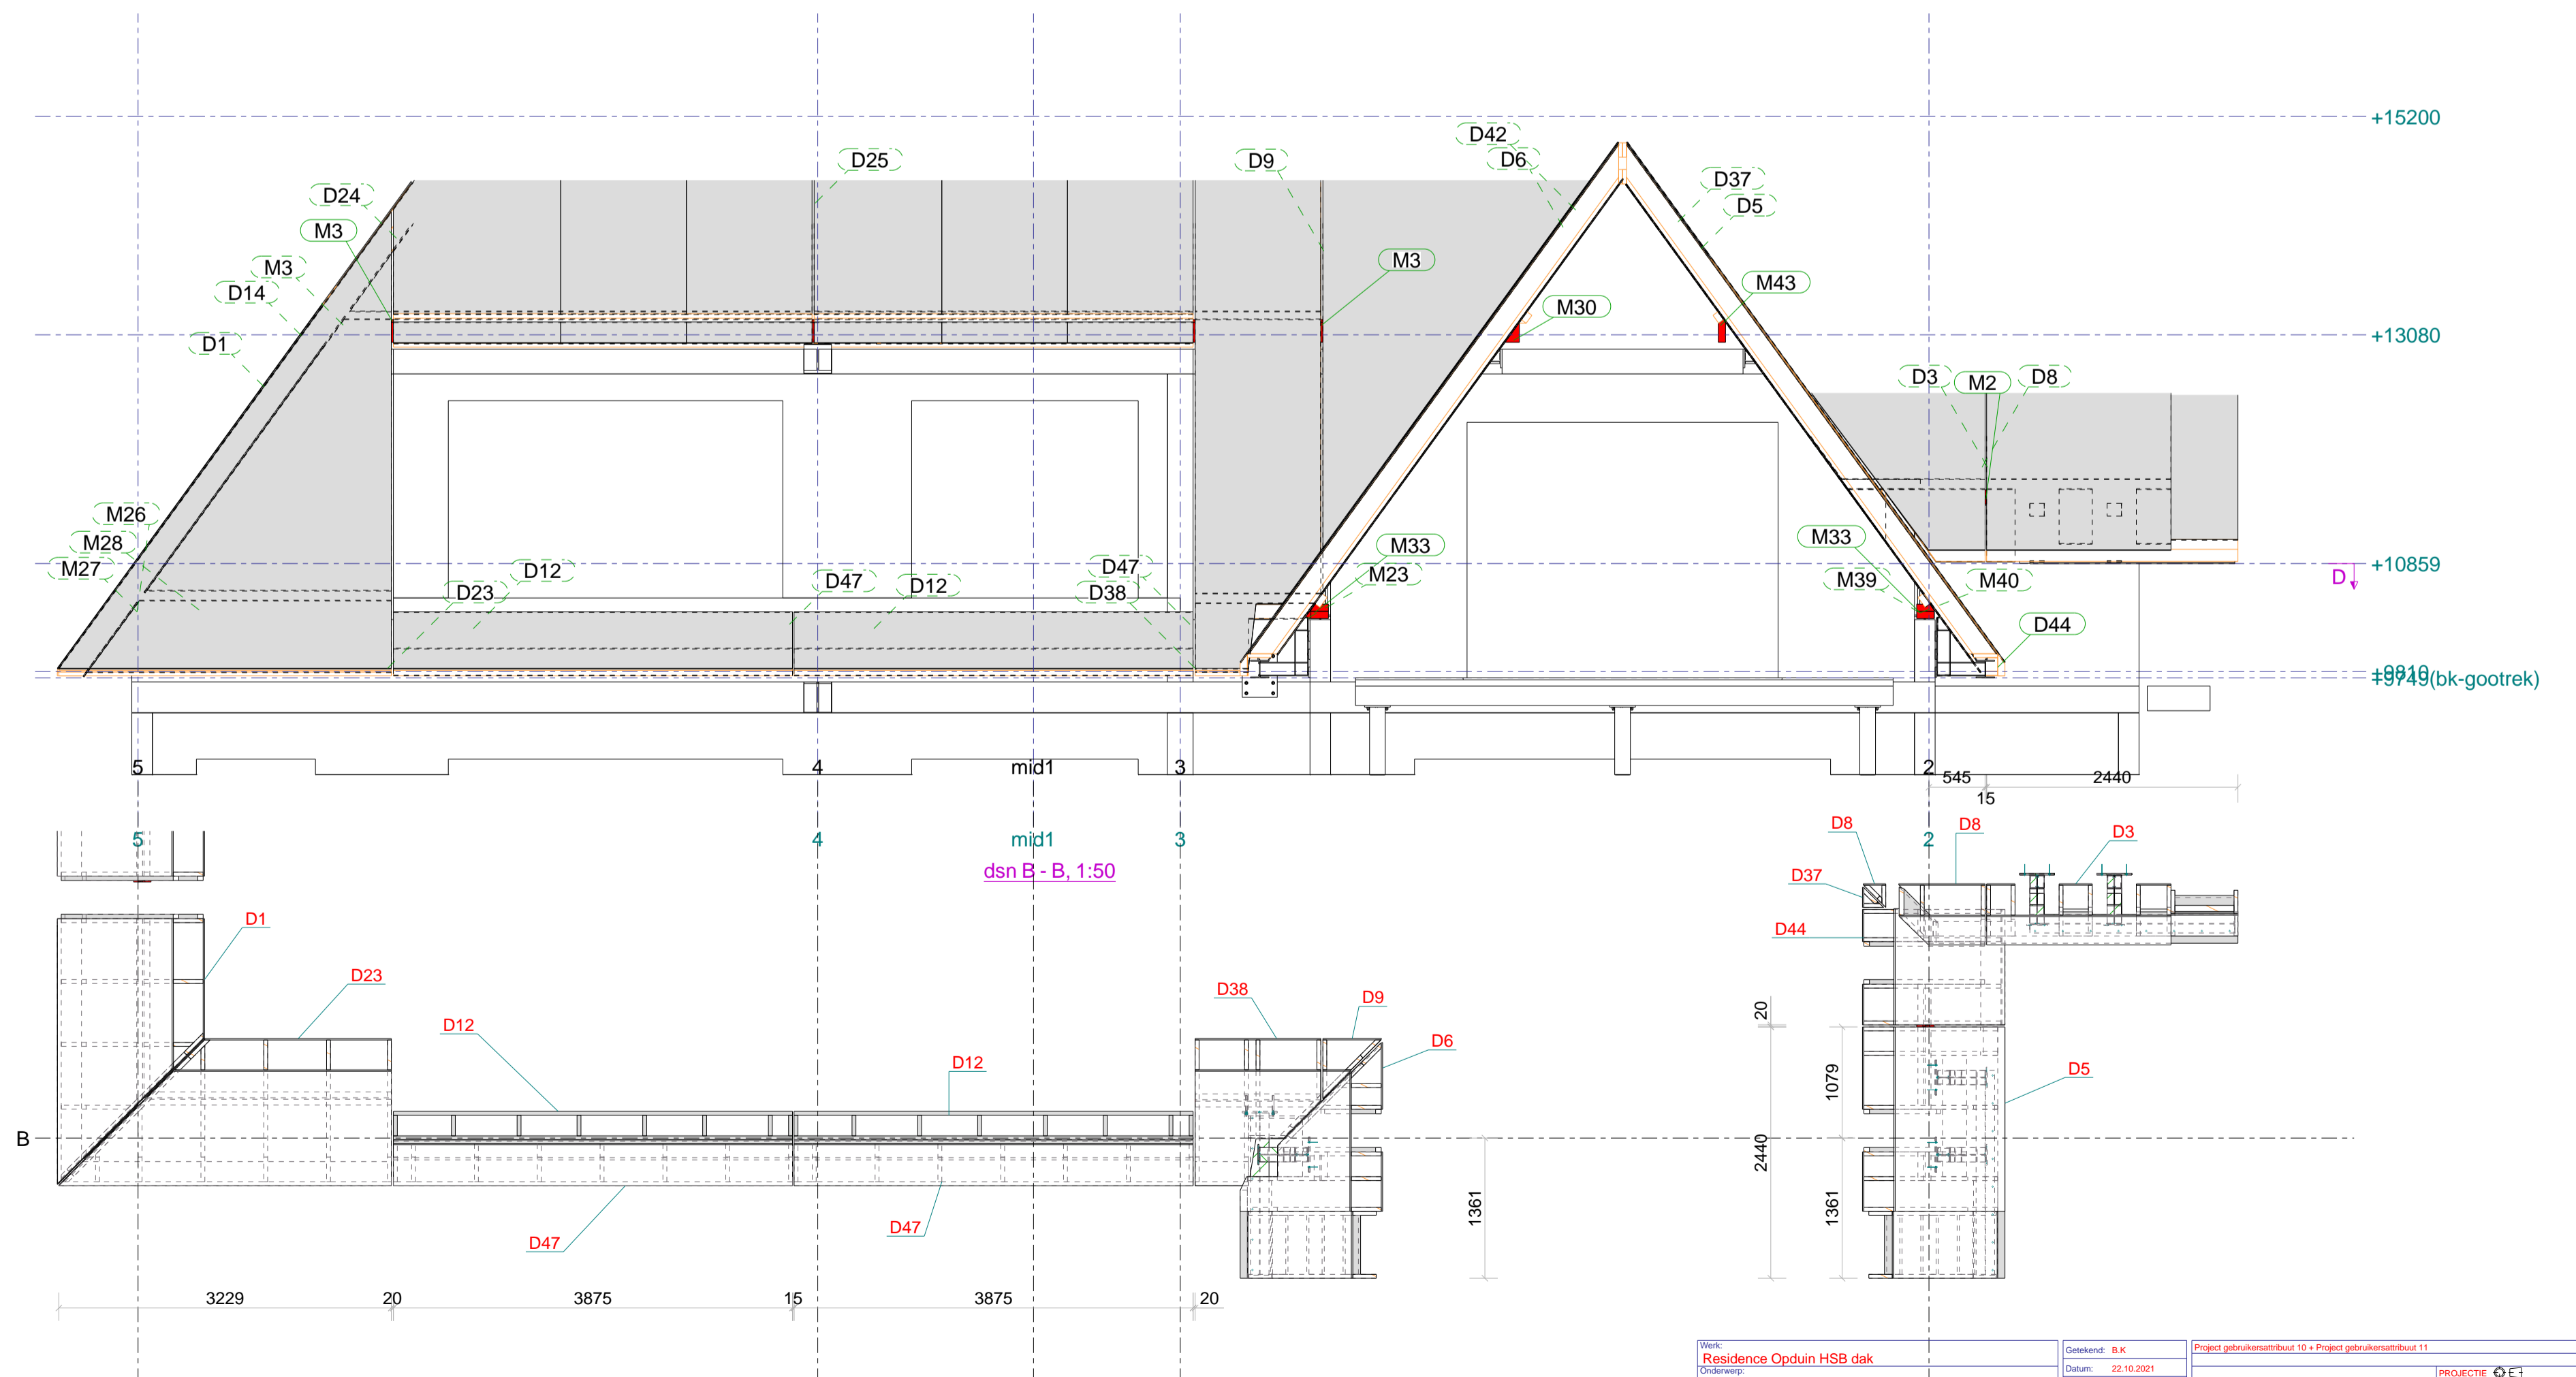 +15200
D42
D6
D25
D9
D24
D37
D5
M3
M3
M3
D14
M43
M30
+13080
D1
D3
M2
D8
M26
M28
M27
D12
D23
D47
D12
D47
D38
M33
M23
M33
M39
M40
+10859
D
D44
+9810
+9749(bk-gootrek)
5
4
mid1
3
2
545
15
2440
5
4
mid1
3
2
dsn B - B, 1:50
D8
D8
D3
D37
D44
D1
D23
D12
D12
D38
D9
D6
D5
20
1079
2440
1361
1361
B
D47
D47
3229
20
3875
15
3875
20
Werk:
Residence Opduin HSB dak
Onderwerp:
Getekend: B.K
Datum: 22.10.2021
Project gebruikersattribuut 10 + Project gebruikersattribuut 11
PROJECTIE